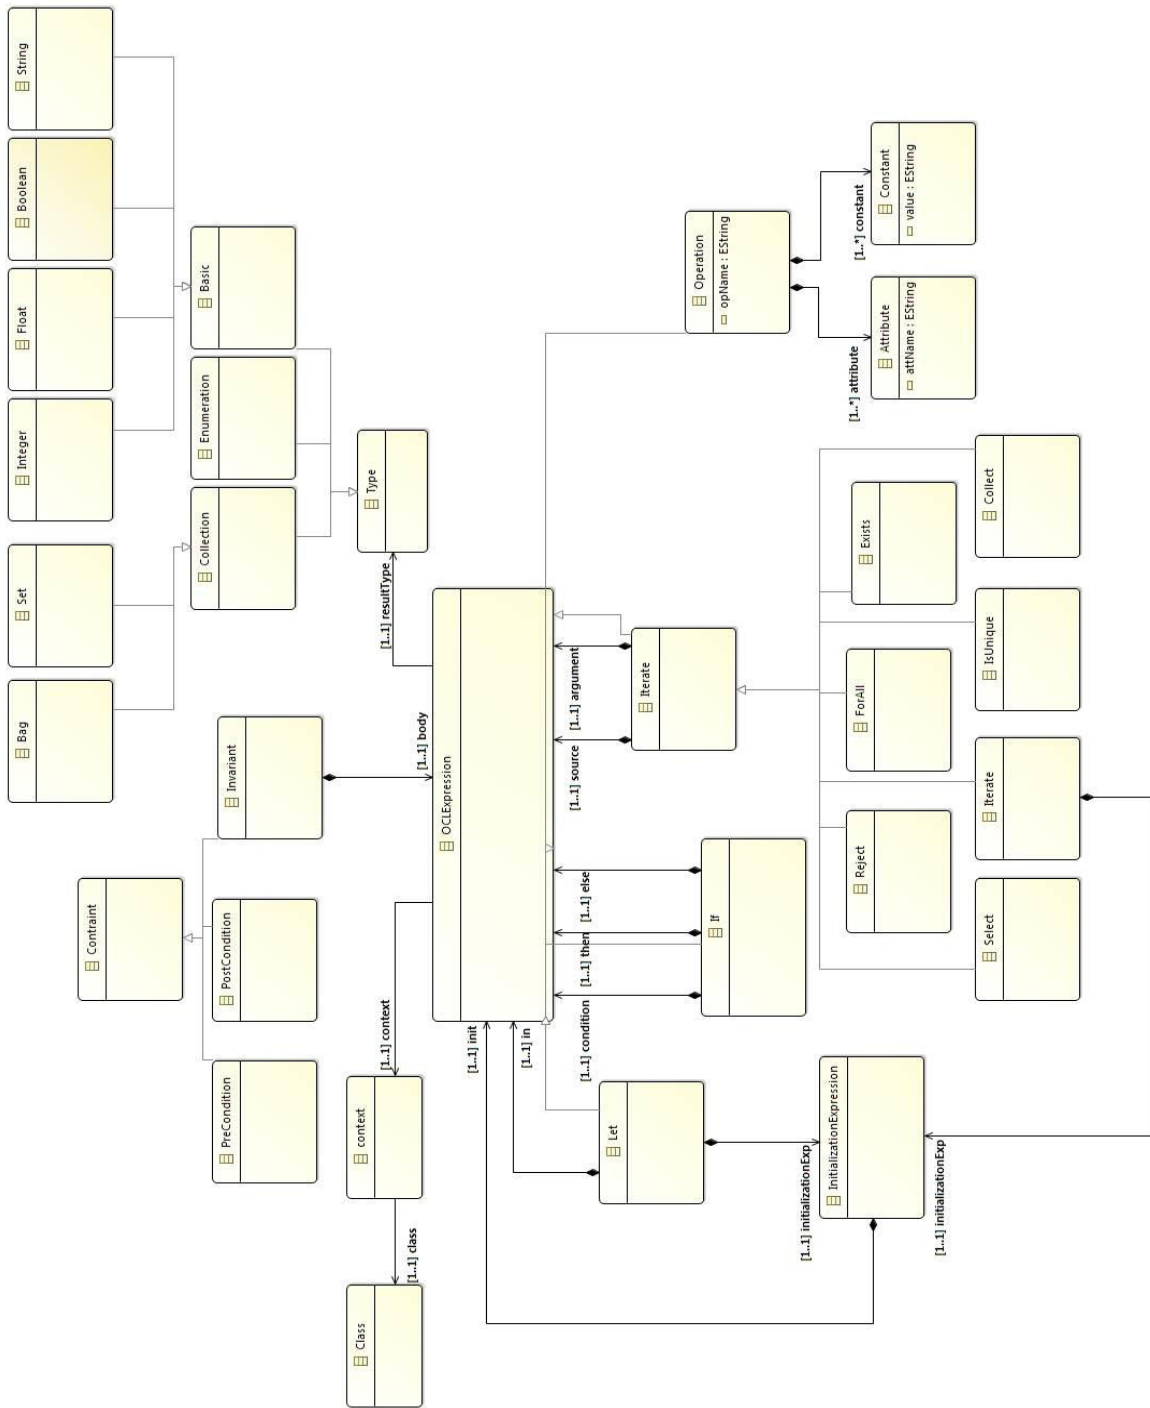 Bag
Set
Integer
Float
Boolean
String
Contraint
Collection
Enumeration
Basic
PreCondition
PostCondition
Invariant
Class
context
Type
[1..1] context
[1..1] resultType
[1..1] class
[1..1] body
OCLExpression
[1..1] init
[1..1] in
[1..1] source
[1..1] argument
[1..1] condition
[1..1] then
[1..1] else
Let
Iterate
Operation
opName : EString
If
[1..1] initializationExp
InitializationExpression
Reject
ForAll
Exists
[1..*] attribute
[1..*] constant
Attribute
attName : EString
Constant
value : EString
[1..1] initializationExp
Select
Iterate
IsUnique
Collect